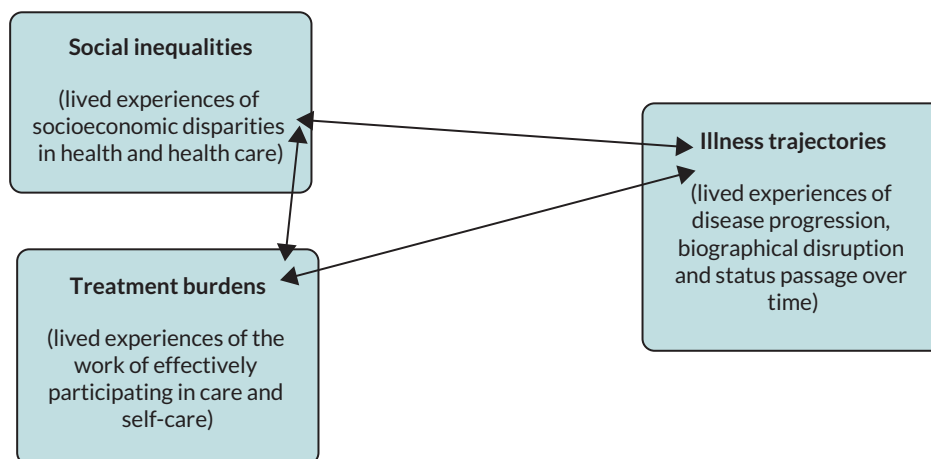 Social inequalities
(lived experiences of
socioeconomic disparities
in health and health care)
Treatment burdens
(lived experiences of the
work of effectively
participating in care and
self-care)
Illness trajectories
(lived experiences of
disease progression,
biographical disruption
and status passage over
time)